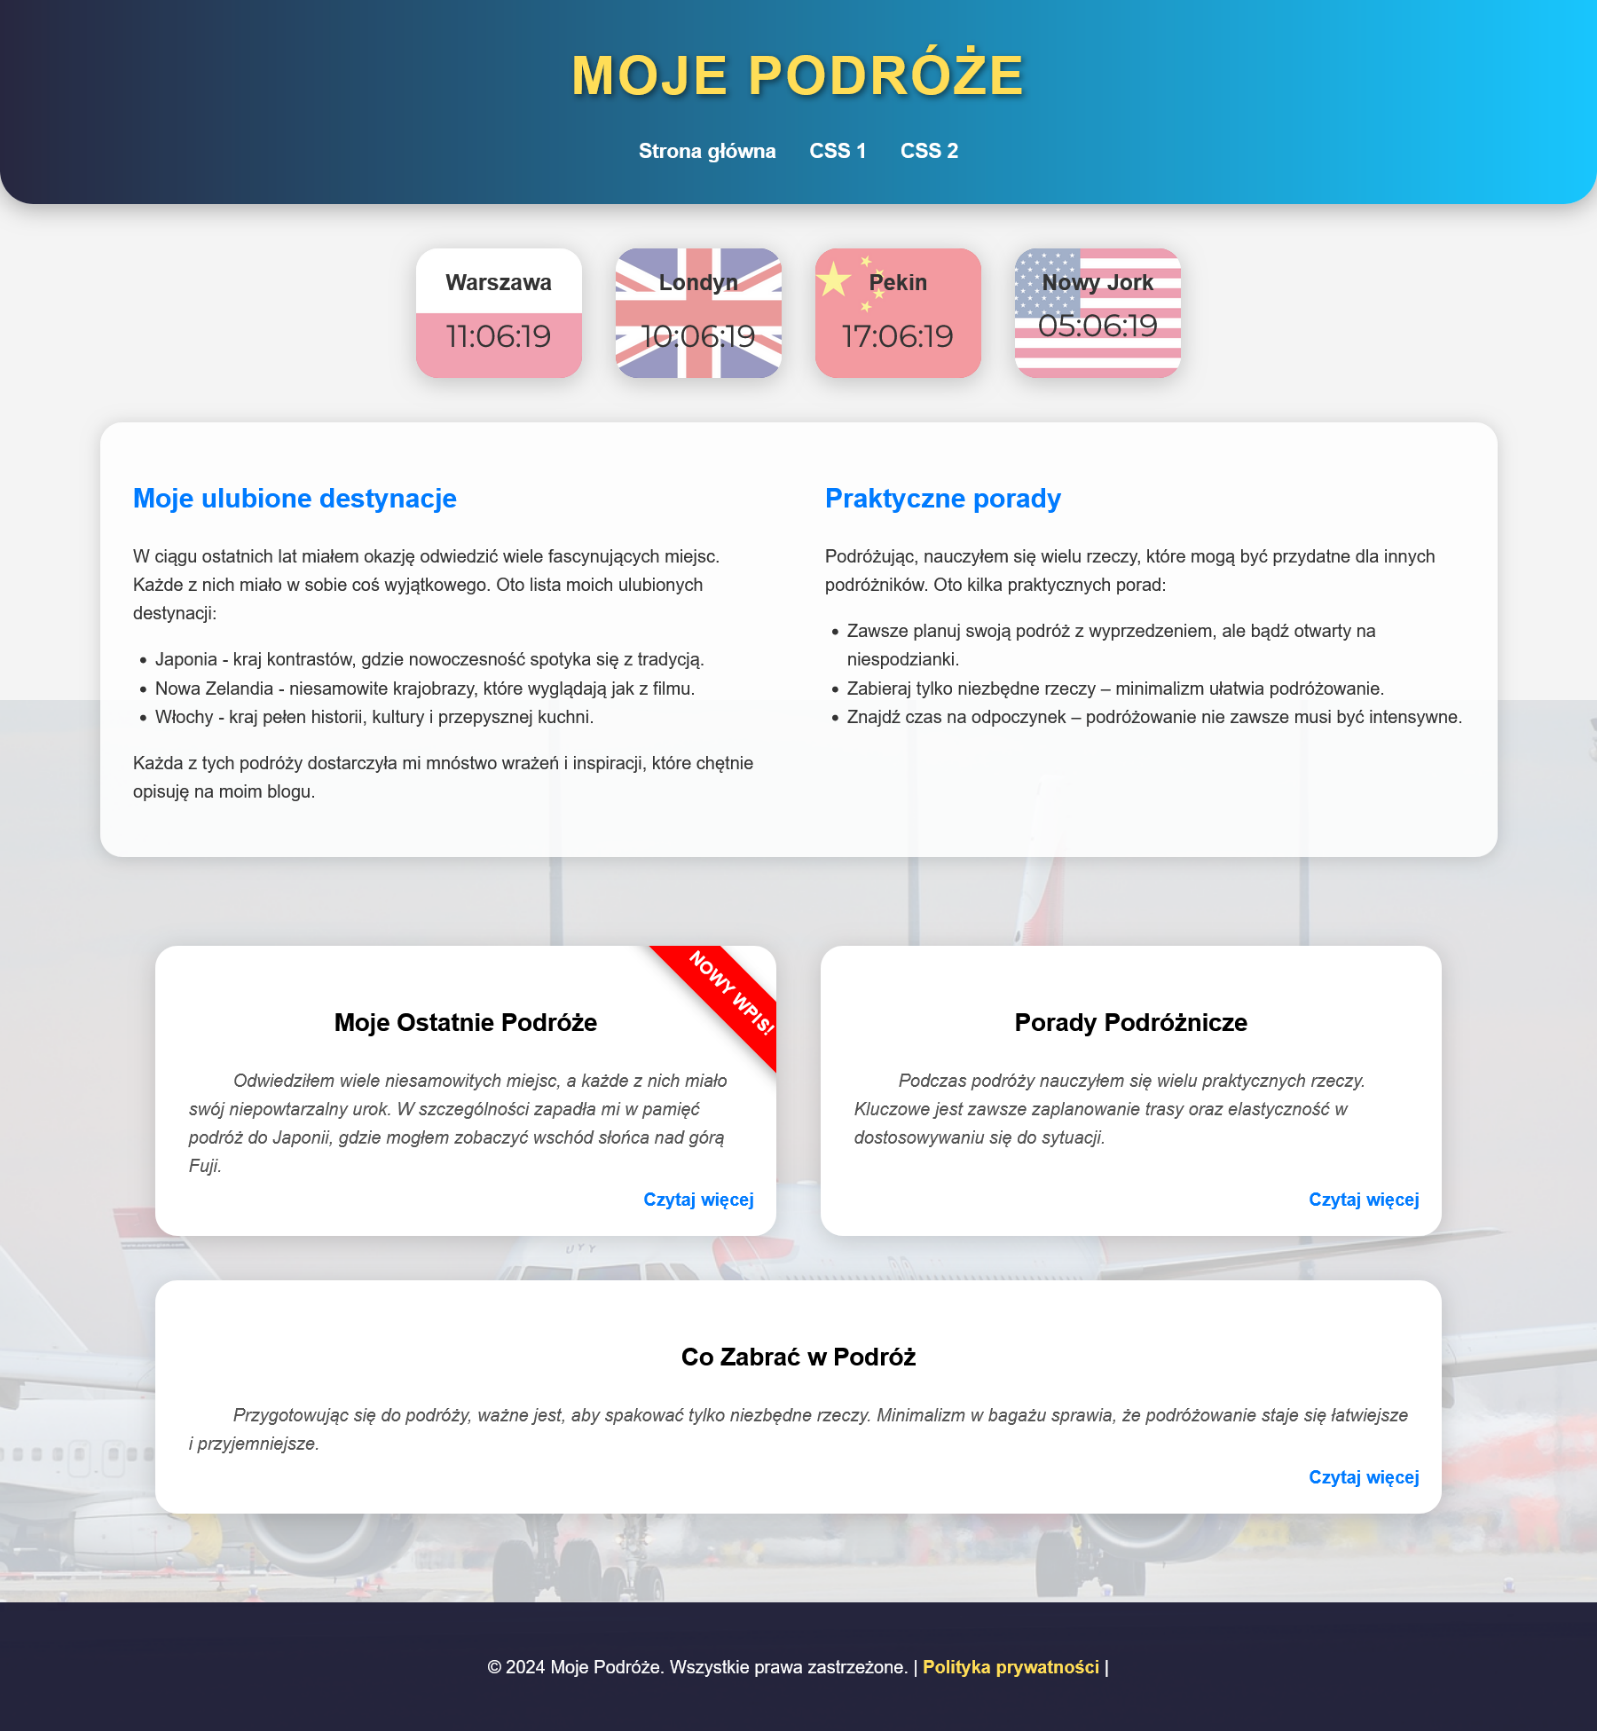 MOJE PODRÓŻE
Strona główna CSS 1 CSS 2
Warszawa
11:06:19
Londyn
10:06:19
Pekin
17:06:19
Nowy Jork
05:06:19
Moje ulubione destynacje
W ciągu ostatnich lat miałem okazję odwiedzić wiele fascynujących miejsc.
Każde z nich miało w sobie coś wyjątkowego. Oto lista moich ulubionych
destynacji:
• Japonia - kraj kontrastów, gdzie nowoczesność spotyka się z tradycją.
• Nowa Zelandia - niesamowite krajobrazy, które wyglądają jak z filmu.
• Włochy - kraj pełen historii, kultury i przepysznej kuchni.
Każda z tych podróży dostarczyła mi mnóstwo wrażeń i inspiracji, które chętnie
opisuję na moim blogu.
Praktyczne porady
Podróżując, nauczyłem się wielu rzeczy, które mogą być przydatne dla innych
podróżników. Oto kilka praktycznych porad:
• Zawsze planuj swoją podróż z wyprzedzeniem, ale bądź otwarty na
niespodzianki.
• Zabieraj tylko niezbędne rzeczy – minimalizm ułatwia podróżowanie.
• Znajdź czas na odpoczynek – podróżowanie nie zawsze musi być intensywne.
NOWY WPIS!
Moje Ostatnie Podróże
Odwiedziłem wiele niesamowitych miejsc, a każde z nich miało
swój niepowtarzalny urok. W szczególności zapadła mi w pamięć
podróż do Japonii, gdzie mogłem zobaczyć wschód słońca nad górą
Fuji.
Czytaj więcej
Porady Podróżnicze
Podczas podróży nauczyłem się wielu praktycznych rzeczy.
Kluczowe jest zawsze zaplanowanie trasy oraz elastyczność w
dostosowywaniu się do sytuacji.
Czytaj więcej
Co Zabrać w Podróż
Przygotowując się do podróży, ważne jest, aby spakować tylko niezbędne rzeczy. Minimalizm w bagażu sprawia, że podróżowanie staje się łatwiejsze
i przyjemniejsze.
Czytaj więcej
© 2024 Moje Podróże. Wszystkie prawa zastrzeżone. | Polityka prywatności |